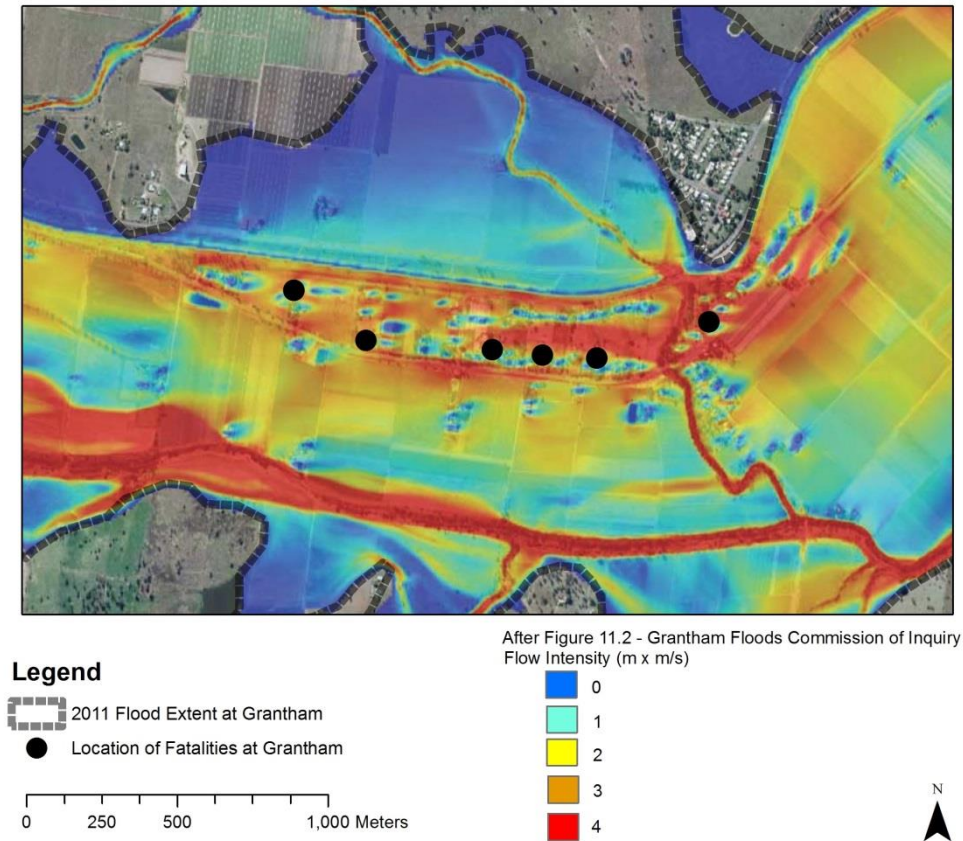 After Figure 11.2 - Grantham Floods Commission of Inquiry
Flow Intensity (m x m/s)
Legend
2011 Flood Extent at Grantham
Location of Fatalities at Grantham
0 250 500 1,000 Meters
0
1
2
3
4
N